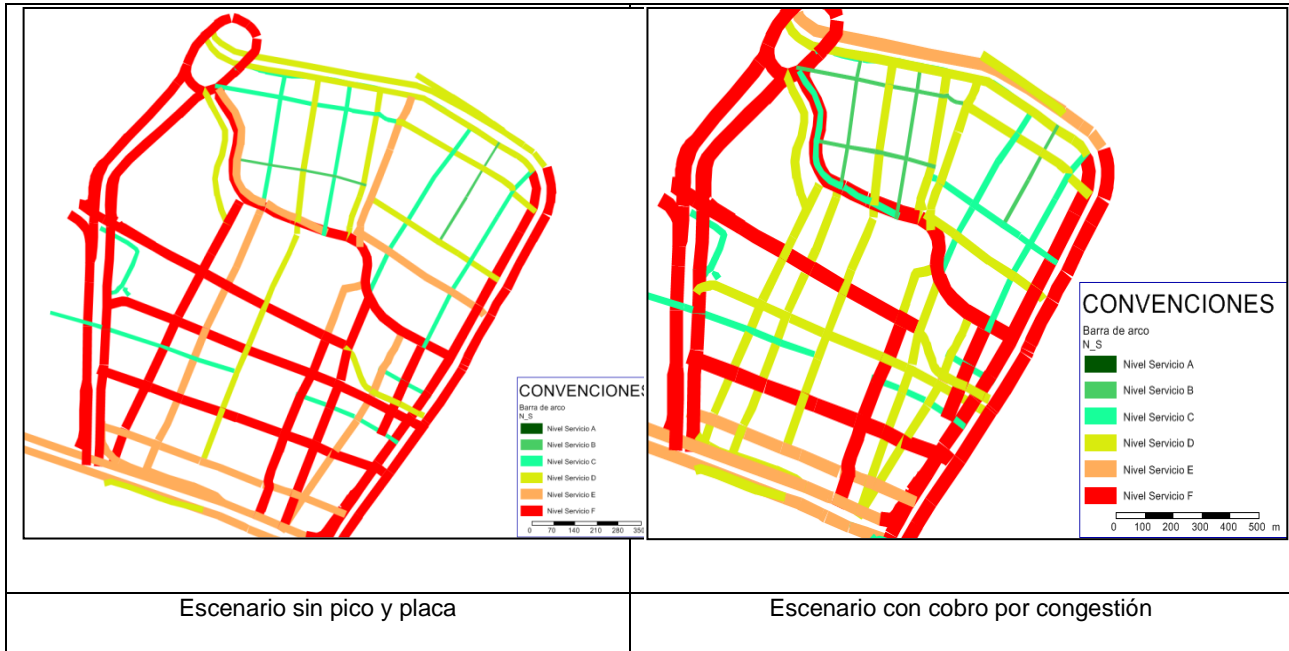 CONVENCIONES
Barra de arco
N_S
Nivel Servicio A
Nivel Servicio B
Nivel Servicio C
Nivel Servicio D
Nivel Servicio E
Nivel Servicio F
0 70 140 210 280 350
CONVENCIONES
Barra de arco
N_S
Nivel Servicio A
Nivel Servicio B
Nivel Servicio C
Nivel Servicio D
Nivel Servicio E
Nivel Servicio F
0 100 200 300 400 500 m
Escenario sin pico y placa
Escenario con cobro por congestión